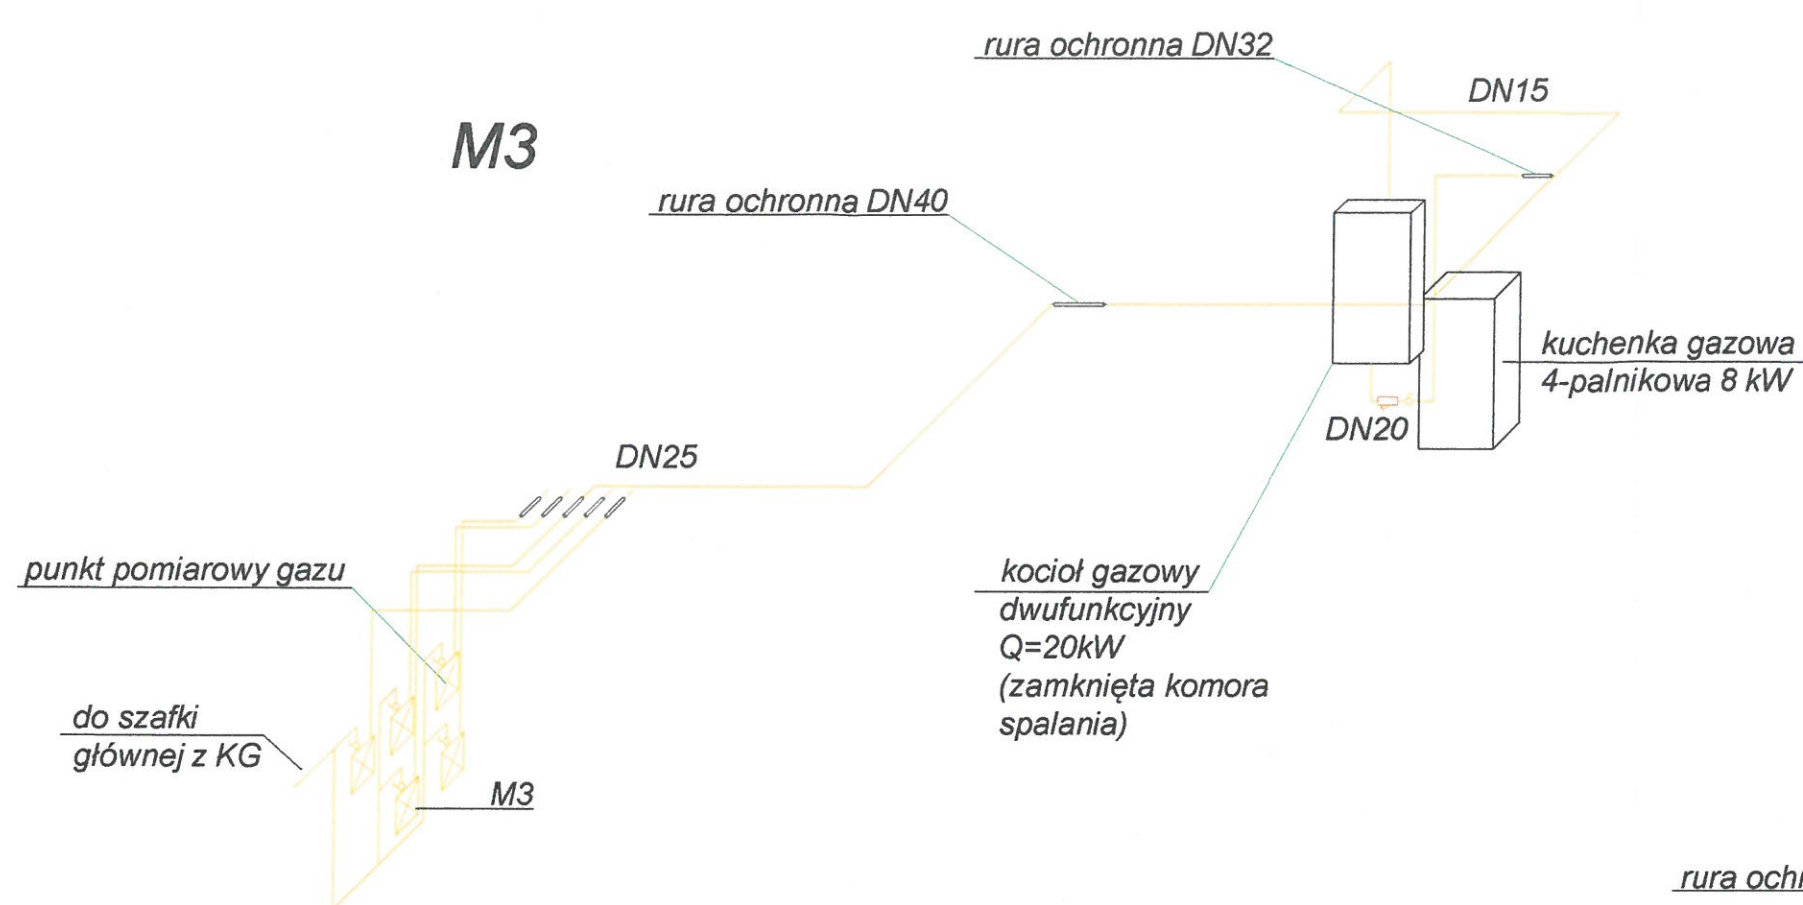 rura ochronna DN32
DN15
M3
rura ochronna DN40
kuchenka gazowa
4-palnikowa 8 kW
DN20
DN25
punkt pomiarowy gazu
kocioł gazowy
dwufunkcyjny
Q=20kW
(zamknięta komora
spalania)
do szafki
głównej z KG
M3
rura